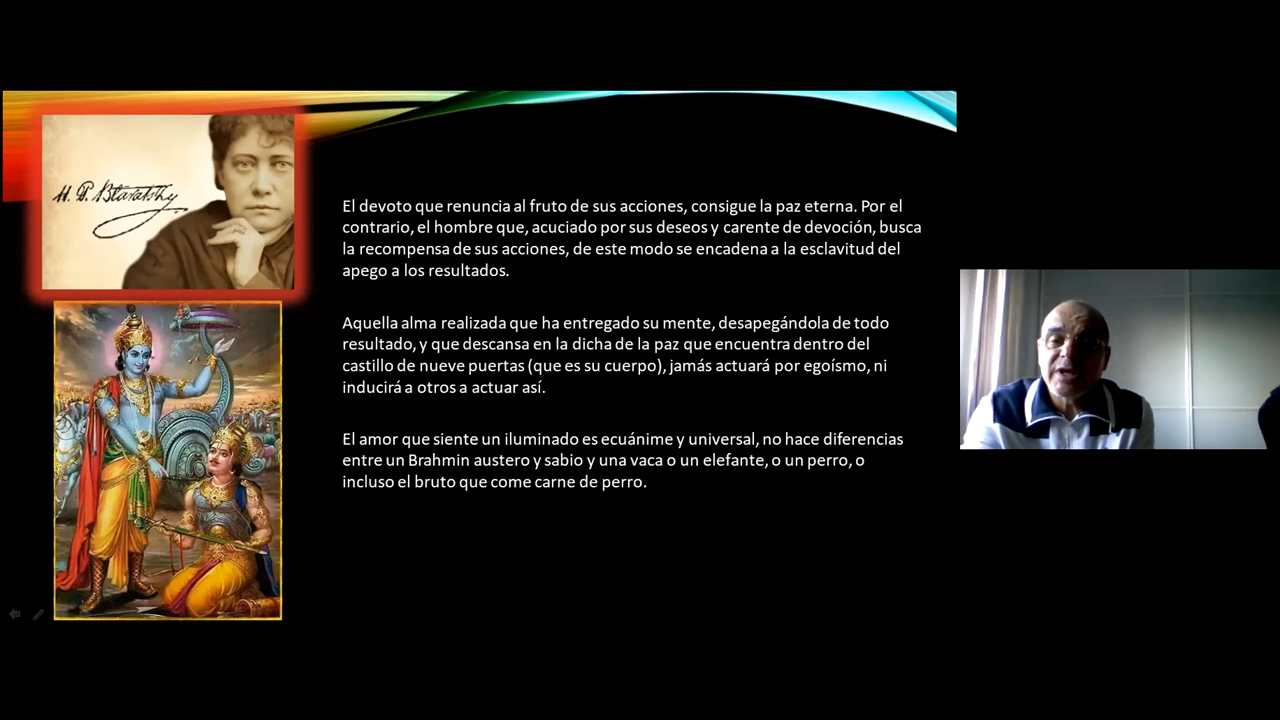 H. P. Blavatsky
El devoto que renuncia al fruto de sus acciones, consigue la paz eterna. Por el
contrario, el hombre que, acuciado por sus deseos y carente de devoción, busca
la recompensa de sus acciones, de este modo se encadena a la esclavitud del
apego a los resultados.
Aquella alma realizada que ha entregado su mente, desapegándola de todo
resultado, y que descansa en la dicha de la paz que encuentra dentro del
castillo de nueve puertas (que es su cuerpo), jamás actuará por egoísmo, ni
inducirá a otros a actuar así.
El amor que siente un iluminado es ecuánime y universal, no hace diferencias
entre un Brahmin austero y sabio y una vaca o un elefante, o un perro, o
incluso el bruto que come carne de perro.